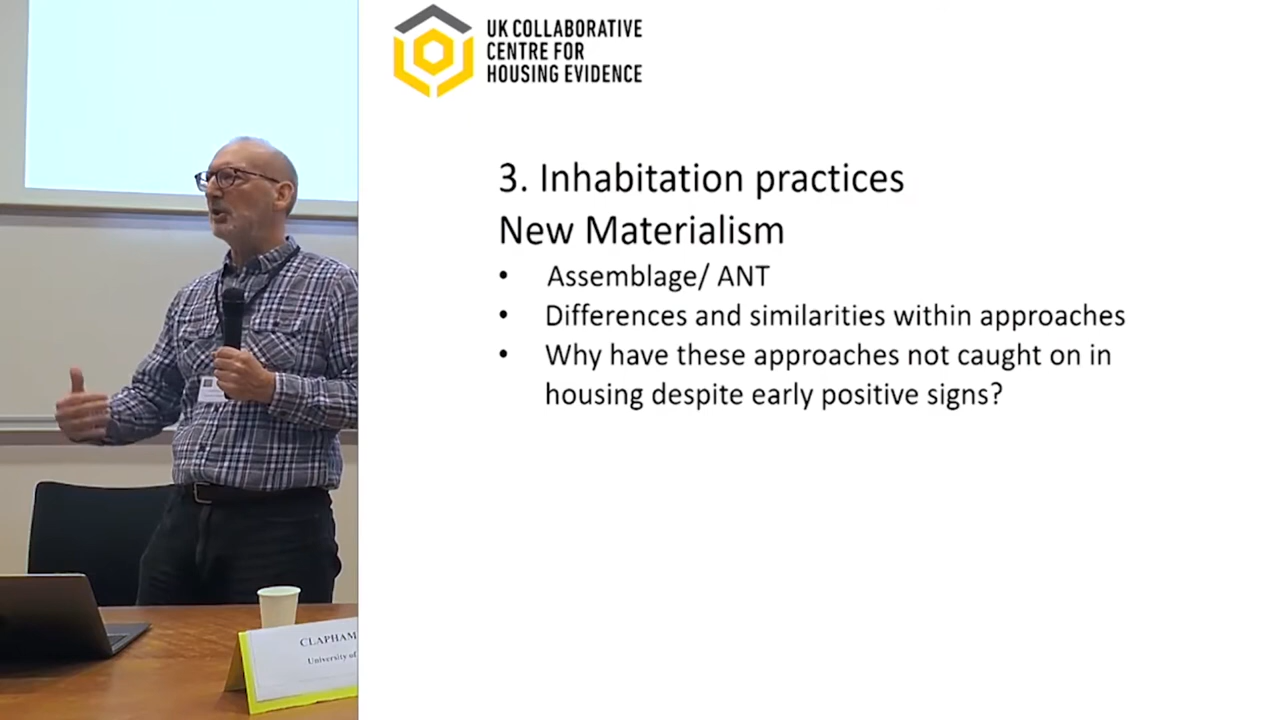 UK COLLABORATIVE
CENTRE FOR
HOUSING EVIDENCE
3. Inhabitation practices
New Materialism
• Assemblage/ ANT
• Differences and similarities within approaches
• Why have these approaches not caught on in
housing despite early positive signs?
CLAPHAM
University of